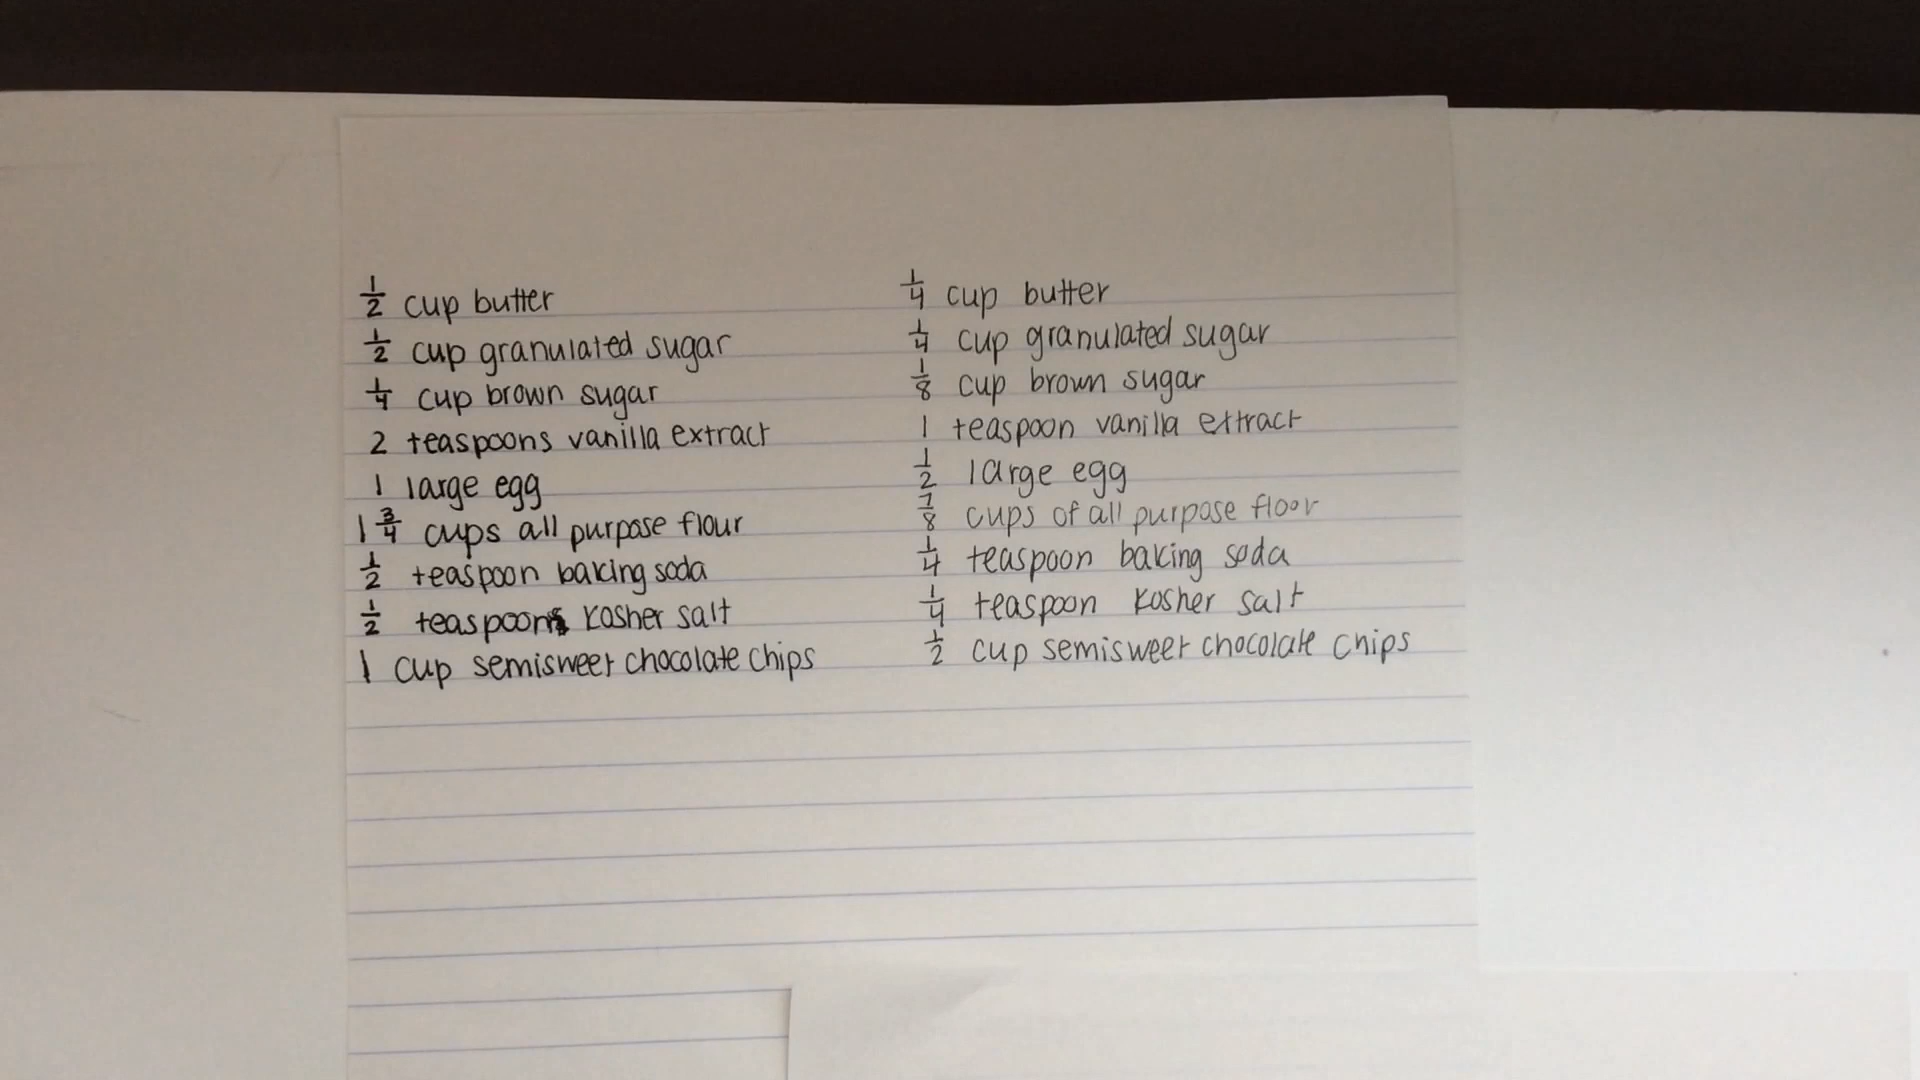 1/2 cup butter
1/2 cup granulated sugar
1/4 cup brown sugar
2 teaspoons vanilla extract
1 large egg
1 3/4 cups all purpose flour
1/2 teaspoon baking soda
1/2 teaspoon kosher salt
1 cup semisweet chocolate chips
1/4 cup butter
1/4 cup granulated sugar
1/8 cup brown sugar
1 teaspoon vanilla extract
1/2 large egg
7/8 cups of all purpose floor
1/4 teaspoon baking soda
1/4 teaspoon kosher salt
1/2 cup semisweet chocolate chips